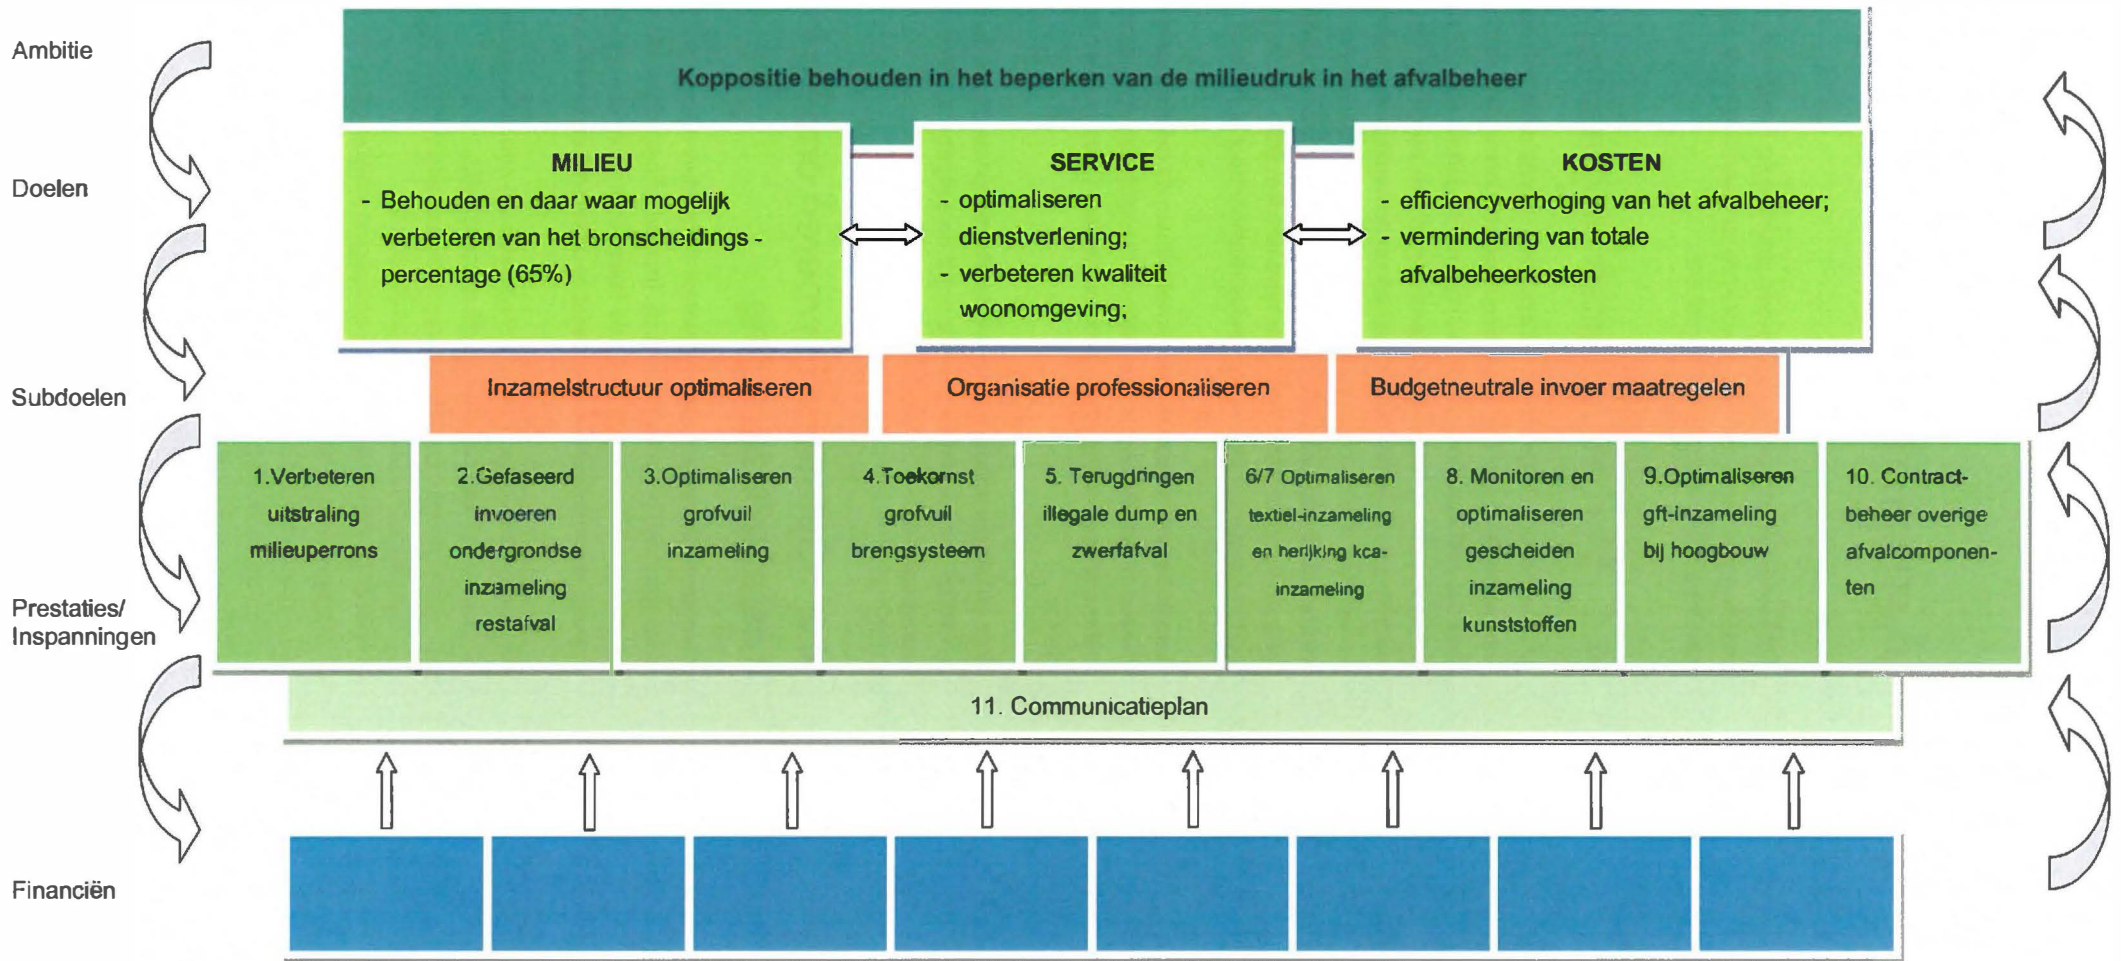 Ambitie
Koppositie behouden in het beperken van de milieudruk in het afvalbeheer
Doelen
MILIEU
- Behouden en daar waar mogelijk
verbeteren van het bronscheidings -
percentage (65%)
SERVICE
- optimaliseren
dienstverlening;
- verbeteren kwaliteit
woonomgeving;
KOSTEN
- efficiencyverhoging van het afvalbeheer;
- vermindering van totale
afvalbeheerkosten
Subdoelen
Inzamelstructuur optimaliseren
Organisatie professionaliseren
Budgetneutrale invoer maatregelen
Prestaties/
Inspanningen
1.Verbeteren
uitstraling
milieuperrons
2.Gefaseerd
invoeren
ondergrondse
inzameling
restafval
3.Optimaliseren
grofvuil
inzameling
4.Toekomst
grofvuil
brengsysteem
5. Terugdringen
illegale dump en
zwerfafval
6/7 Optimaliseren
textiel-inzameling
en herijking kca-
inzameling
8. Monitoren en
optimaliseren
gescheiden
inzameling
kunststoffen
9.Optimaliseren
gft-inzameling
bij hoogbouw
10. Contract-
beheer overige
afvalcomponen-
ten
11. Communicatieplan
Financiën